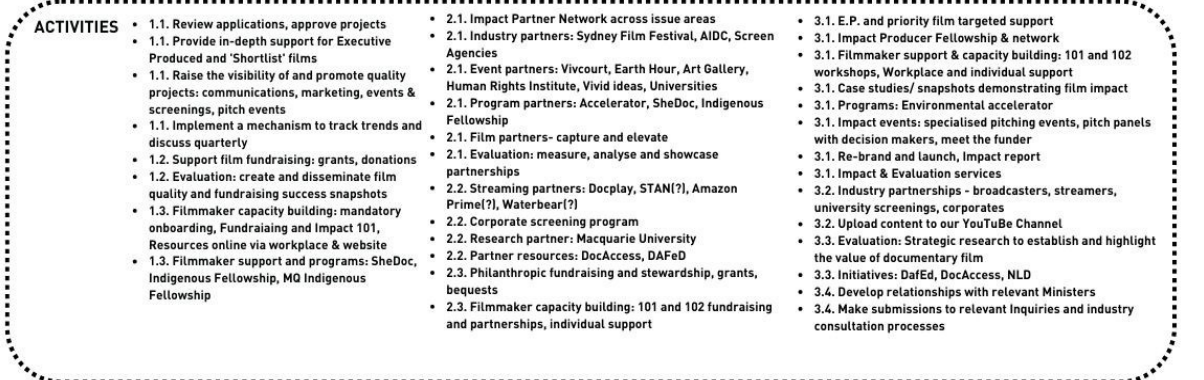 ACTIVITIES
• 1.1. Review applications, approve projects
• 1.1. Provide in-depth support for Executive
Produced and 'Shortlist' films
• 1.1. Raise the visibility of and promote quality
projects: communications, marketing, events &
screenings, pitch events
• 1.1. Implement a mechanism to track trends and
discuss quarterly
• 1.2. Support film fundraising: grants, donations
• 1.2. Evaluation: create and disseminate film
quality and fundraising success snapshots
• 1.3. Filmmaker capacity building: mandatory
onboarding, Fundraiaing and Impact 101,
Resources online via workplace & website
• 1.3. Filmmaker support and programs: SheDoc,
Indigenous Fellowship, MQ Indigenous
Fellowship
• 2.1. Impact Partner Network across issue areas
• 2.1. Industry partners: Sydney Film Festival, AIDC, Screen
Agencies
• 2.1. Event partners: Vivcourt, Earth Hour, Art Gallery,
Human Rights Institute, Vivid ideas, Universities
• 2.1. Program partners: Accelerator, SheDoc, Indigenous
Fellowship
• 2.1. Film partners- capture and elevate
• 2.1. Evaluation: measure, analyse and showcase
partnerships
• 2.2. Streaming partners: Docplay, STAN(?), Amazon
Prime(?), Waterbear(?)
• 2.2. Corporate screening program
• 2.2. Research partner: Macquarie University
• 2.2. Partner resources: DocAccess, DAFeD
• 2.3. Philanthropic fundraising and stewardship, grants,
bequests
• 2.3. Filmmaker capacity building: 101 and 102 fundraising
and partnerships, individual support
• 3.1. E.P. and priority film targeted support
• 3.1. Impact Producer Fellowship & network
• 3.1. Filmmaker support & capacity building: 101 and 102
workshops, Workplace and individual support
• 3.1. Case studies/ snapshots demonstrating film impact
• 3.1. Programs: Environmental accelerator
• 3.1. Impact events: specialised pitching events, pitch panels
with decision makers, meet the funder
• 3.1. Re-brand and launch, Impact report
• 3.1. Impact & Evaluation services
• 3.2. Industry partnerships - broadcasters, streamers,
university screenings, corporates
• 3.2. Upload content to our YouTuBe Channel
• 3.3. Evaluation: Strategic research to establish and highlight
the value of documentary film
• 3.3. Initiatives: DafEd, DocAccess, NLD
• 3.4. Develop relationships with relevant Ministers
• 3.4. Make submissions to relevant Inquiries and industry
consultation processes